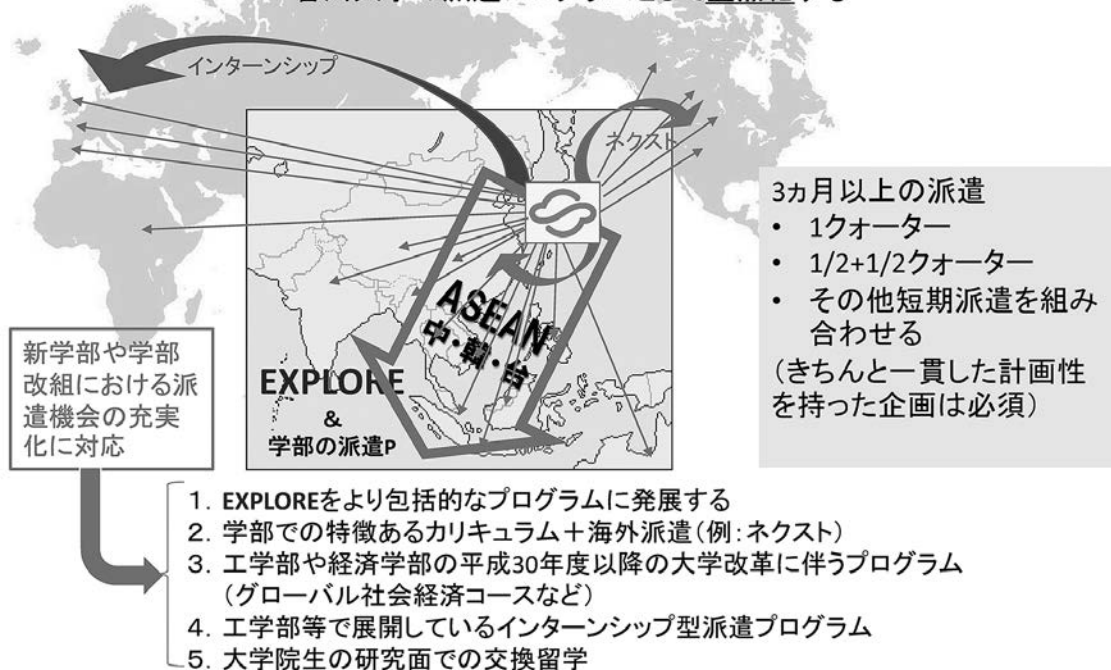 する
インターンシップ
ネクスト
3ヵ月以上の派遣
• 1クォーター
• 1/2+1/2クォーター
• その他短期派遣を組み
合わせる
(きちんと一貫した計画性
を持った企画は必須)
ASEAN
中・韓・台
EXPLORE
&
学部の派遣P
新学部や学部
改組における派
遣機会の充実
化に対応
1. EXPLOREをより包括的なプログラムに発展する
2. 学部での特徴あるカリキュラム+海外派遣(例:ネクスト)
3. 工学部や経済学部の平成30年度以降の大学改革に伴うプログラム
(グローバル社会経済コースなど)
4. 工学部等で展開しているインターンシップ型派遣プログラム
5. 大学院生の研究面での交換留学